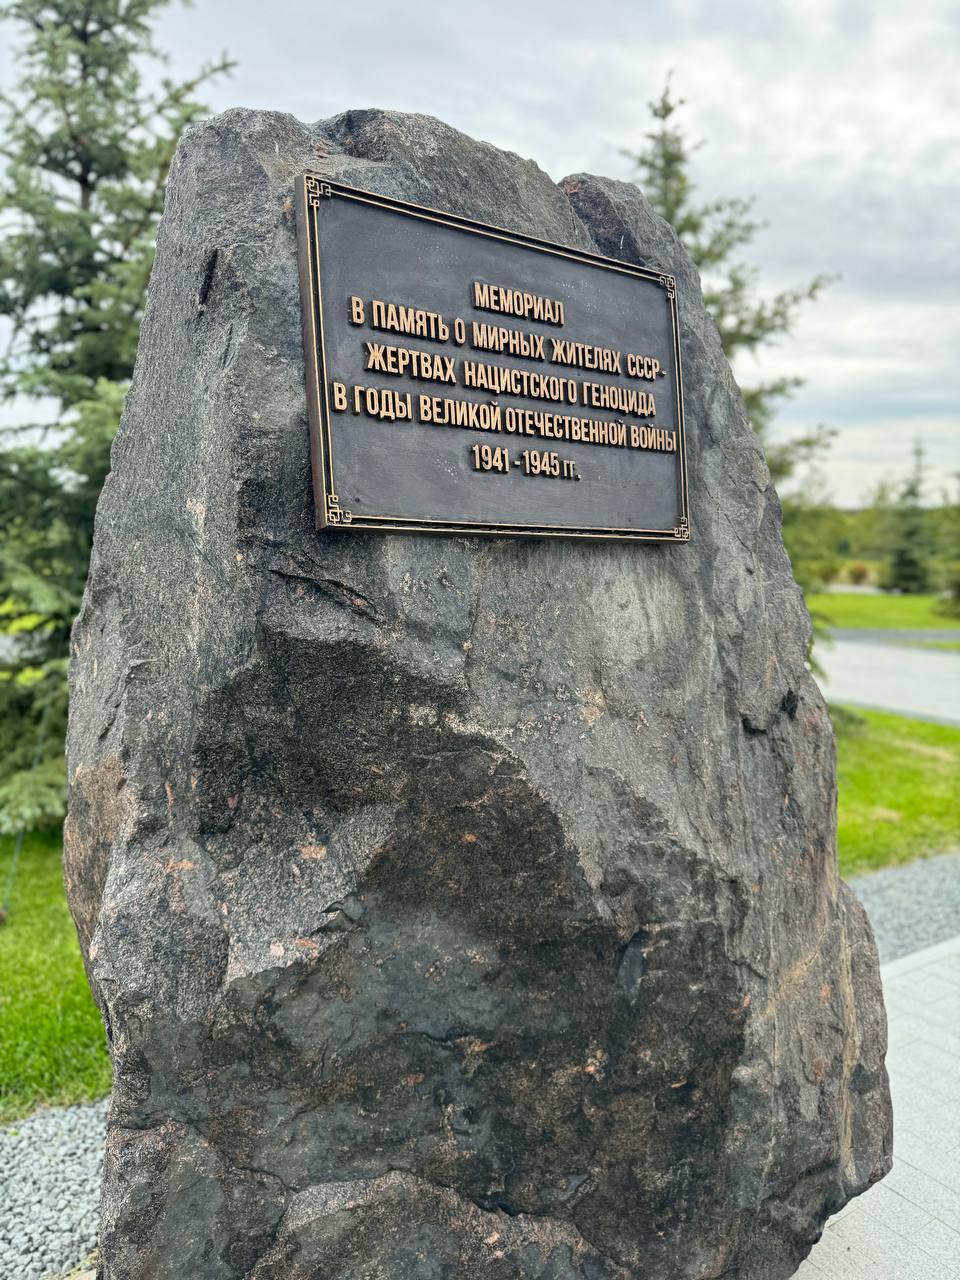 МЕМОРИАЛ
В ПАМЯТЬ О МИРНЫХ ЖИТЕЛЯХ СССР-
ЖЕРТВАХ НАЦИСТСКОГО ГЕНОЦИДА
В ГОДЫ ВЕЛИКОЙ ОТЕЧЕСТВЕННОЙ ВОЙНЫ
1941-1945 гг.